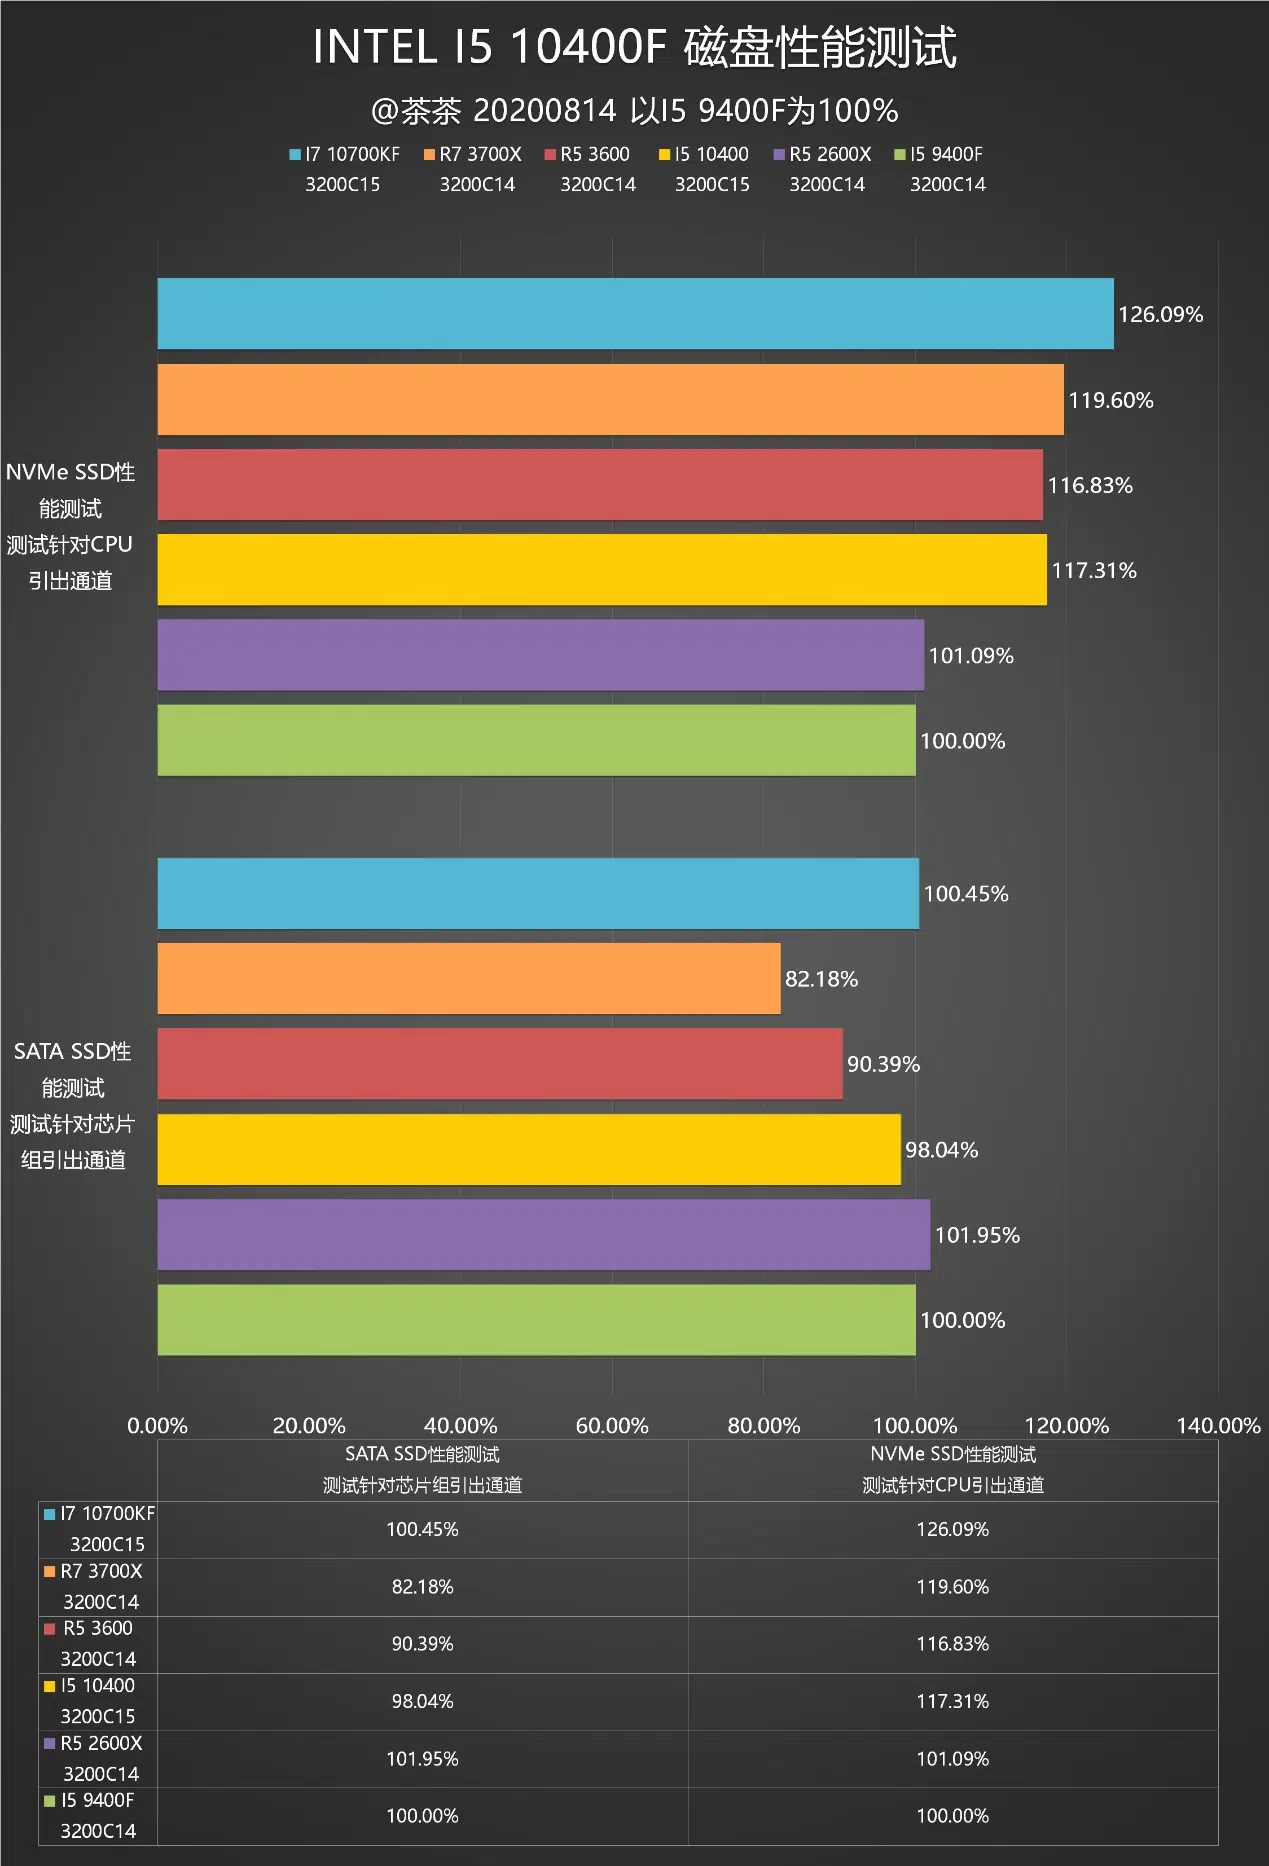 INTEL I5 10400F 磁盘性能测试
@茶茶 20200814 以I5 9400F为100%
I7 10700KF R7 3700X R5 3600 I5 10400 R5 2600X I5 9400F
3200C15 3200C14 3200C14 3200C15 3200C14 3200C14
126.09%
119.60%
NVMe SSD性
116.83%
能测试
测试针对CPU
117.31%
引出通道
101.09%
100.00%
100.45%
82.18%
SATA SSD性
90.39%
能测试
测试针对芯片
98.04%
组引出通道
101.95%
100.00%
0.00% 20.00% 40.00% 60.00% 80.00% 100.00% 120.00% 140.00%
SATA SSD性能测试 NVMe SSD性能测试
测试针对芯片组引出通道 测试针对CPU引出通道
I7 10700KF
100.45% 126.09%
3200C15
R7 3700X
82.18% 119.60%
3200C14
R5 3600
90.39% 116.83%
3200C14
I5 10400
98.04% 117.31%
3200C15
R5 2600X
101.95% 101.09%
3200C14
I5 9400F
100.00% 100.00%
3200C14